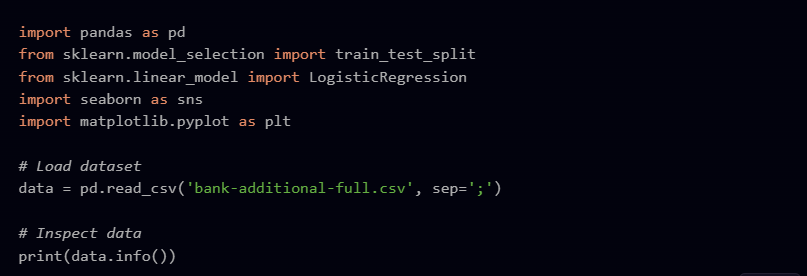 import pandas as pd
from sklearn.model_selection import train_test_split
from sklearn.linear_model import LogisticRegression
import seaborn as sns
import matplotlib.pyplot as plt
# Load dataset
data = pd.read_csv('bank-additional-full.csv', sep=';')
# Inspect data
print(data.info())